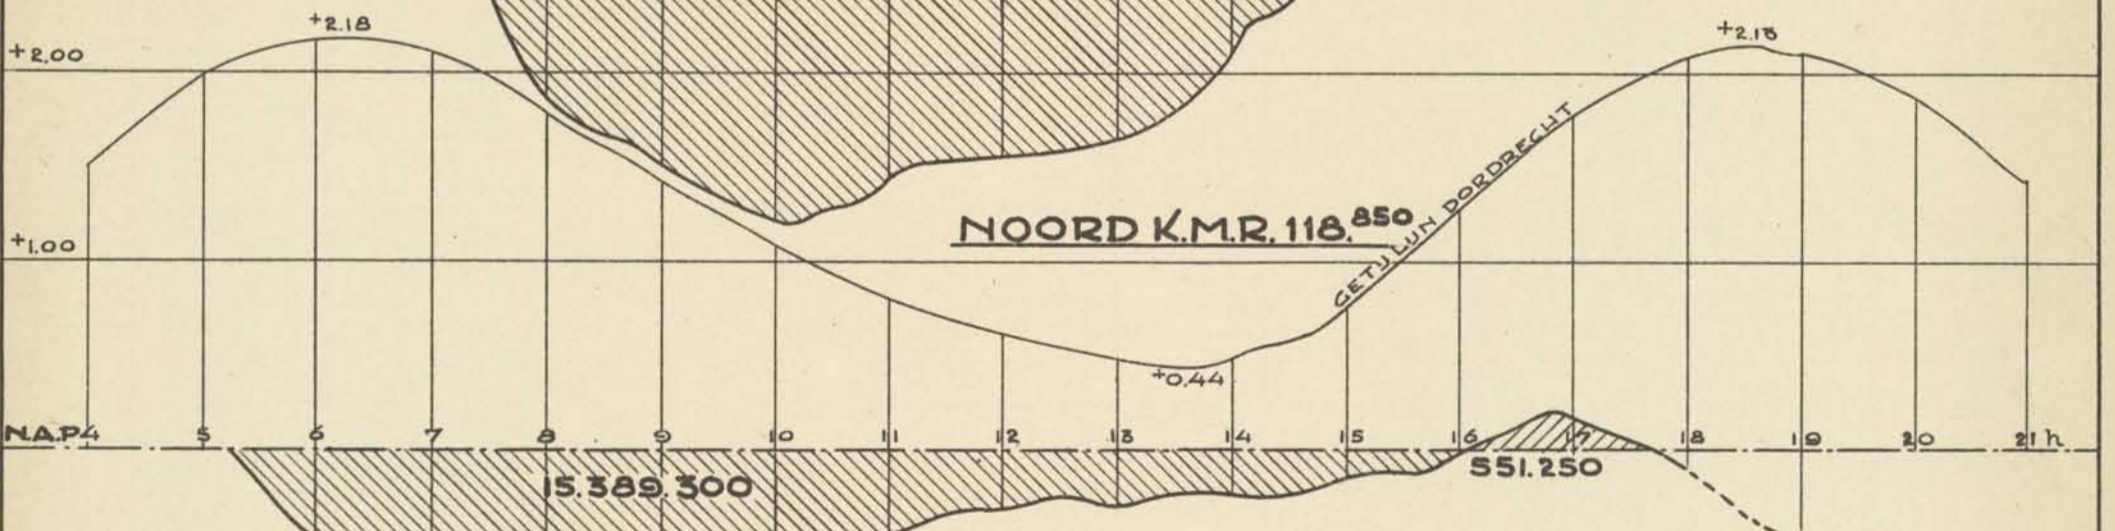 +2.18
+2.15
+2.00
NOORD K.M.R. 118.850
GETIJLIJN DORDRECHT
+1.00
+0.44
N.A.P. 4 5 6 7 8 9 10 11 12 13 14 15 16 17 18 19 20 21 h
15.389.300
551.250